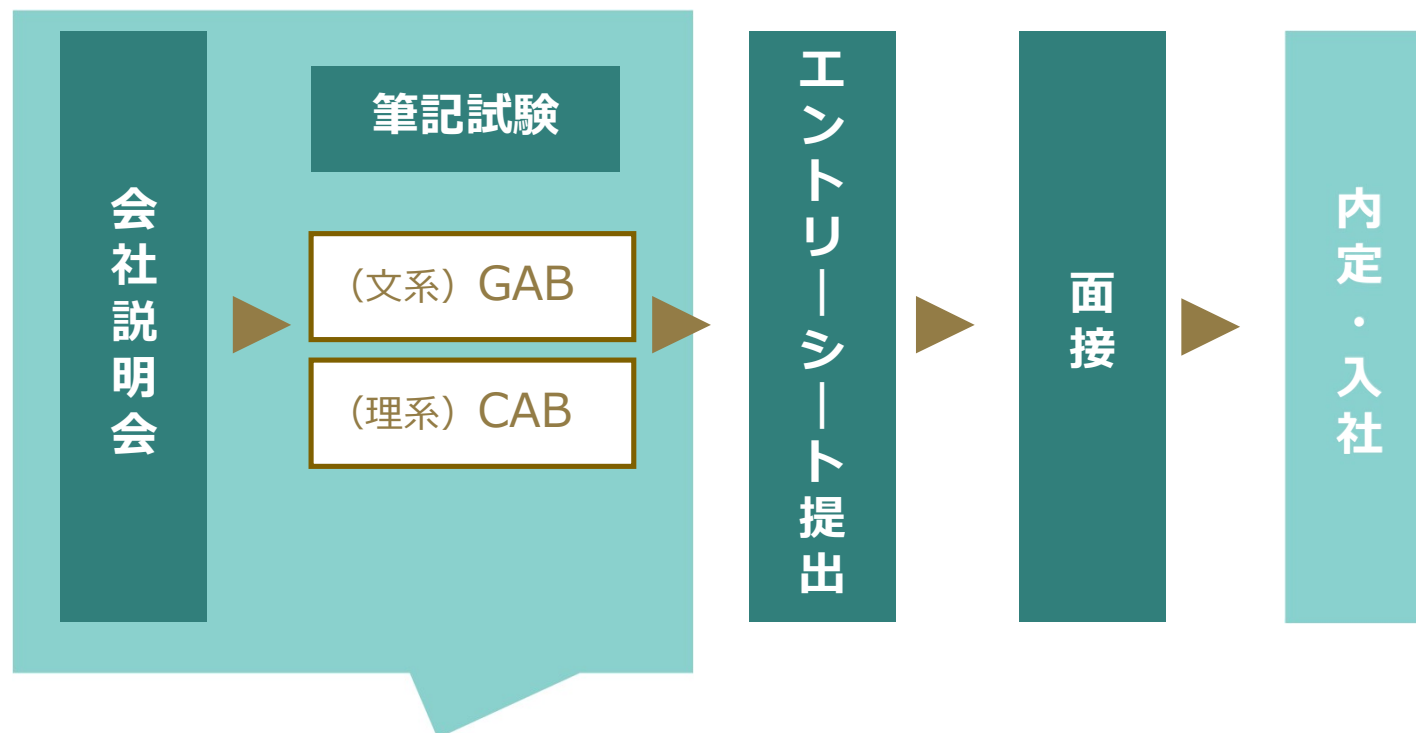 会社説明会
筆記試験
（文系）GAB
（理系）CAB
エントリーシート提出
面接
内定・入社